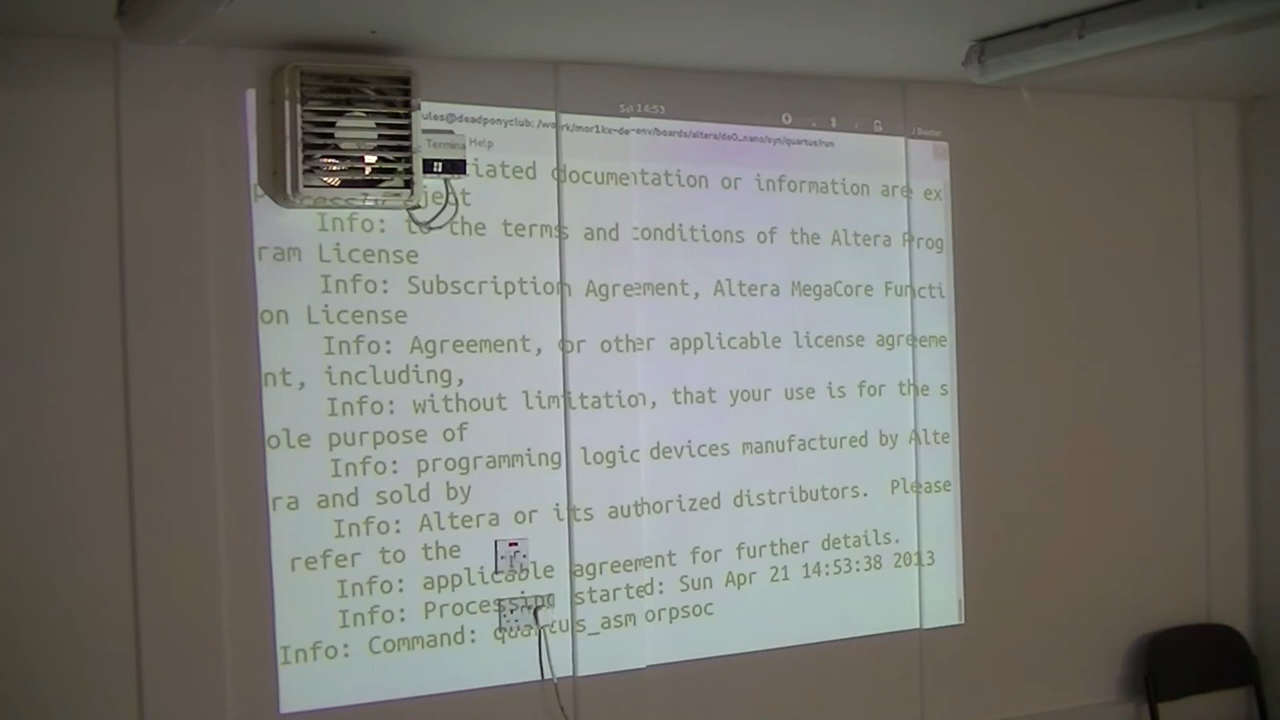 Sun 14:53
ules@deadponyclub: /work/mor1kx-de-env/boards/altera/de0_nano/syn/quartus/run
Terminal Help
iated documentation or information are ex
pressly subject
Info: to the terms and conditions of the Altera Prog
ram License
Info: Subscription Agreement, Altera MegaCore Functi
on License
Info: Agreement, or other applicable license agreeme
nt, including,
Info: without limitation, that your use is for the s
ole purpose of
Info: programming logic devices manufactured by Alte
ra and sold by
Info: Altera or its authorized distributors. Please
refer to the
Info: applicable agreement for further details.
Info: Processing started: Sun Apr 21 14:53:38 2013
Info: Command: quartus_asm orpsoc